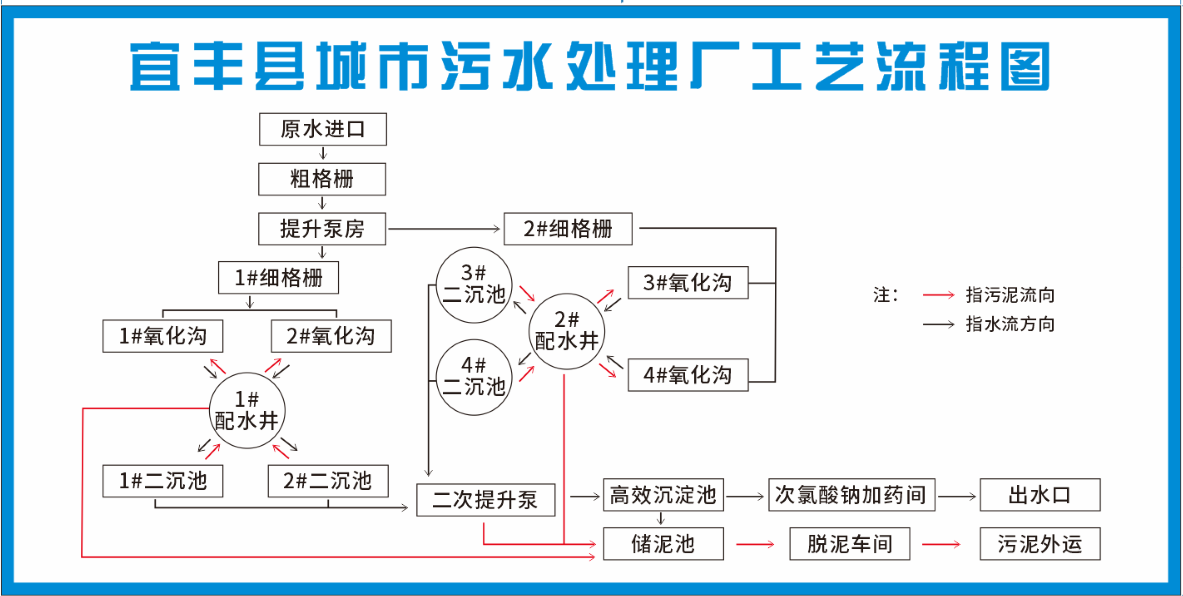 宜丰县城市污水处理厂工艺流程图
原水进口
粗格栅
提升泵房
2#细格栅
1#细格栅
3#
二沉池
3#氧化沟
注：
指污泥流向
指水流方向
1#氧化沟
2#氧化沟
2#
配水井
4#
二沉池
4#氧化沟
1#
配水井
1#二沉池
2#二沉池
二次提升泵
高效沉淀池
次氯酸钠加药间
出水口
储泥池
脱泥车间
污泥外运